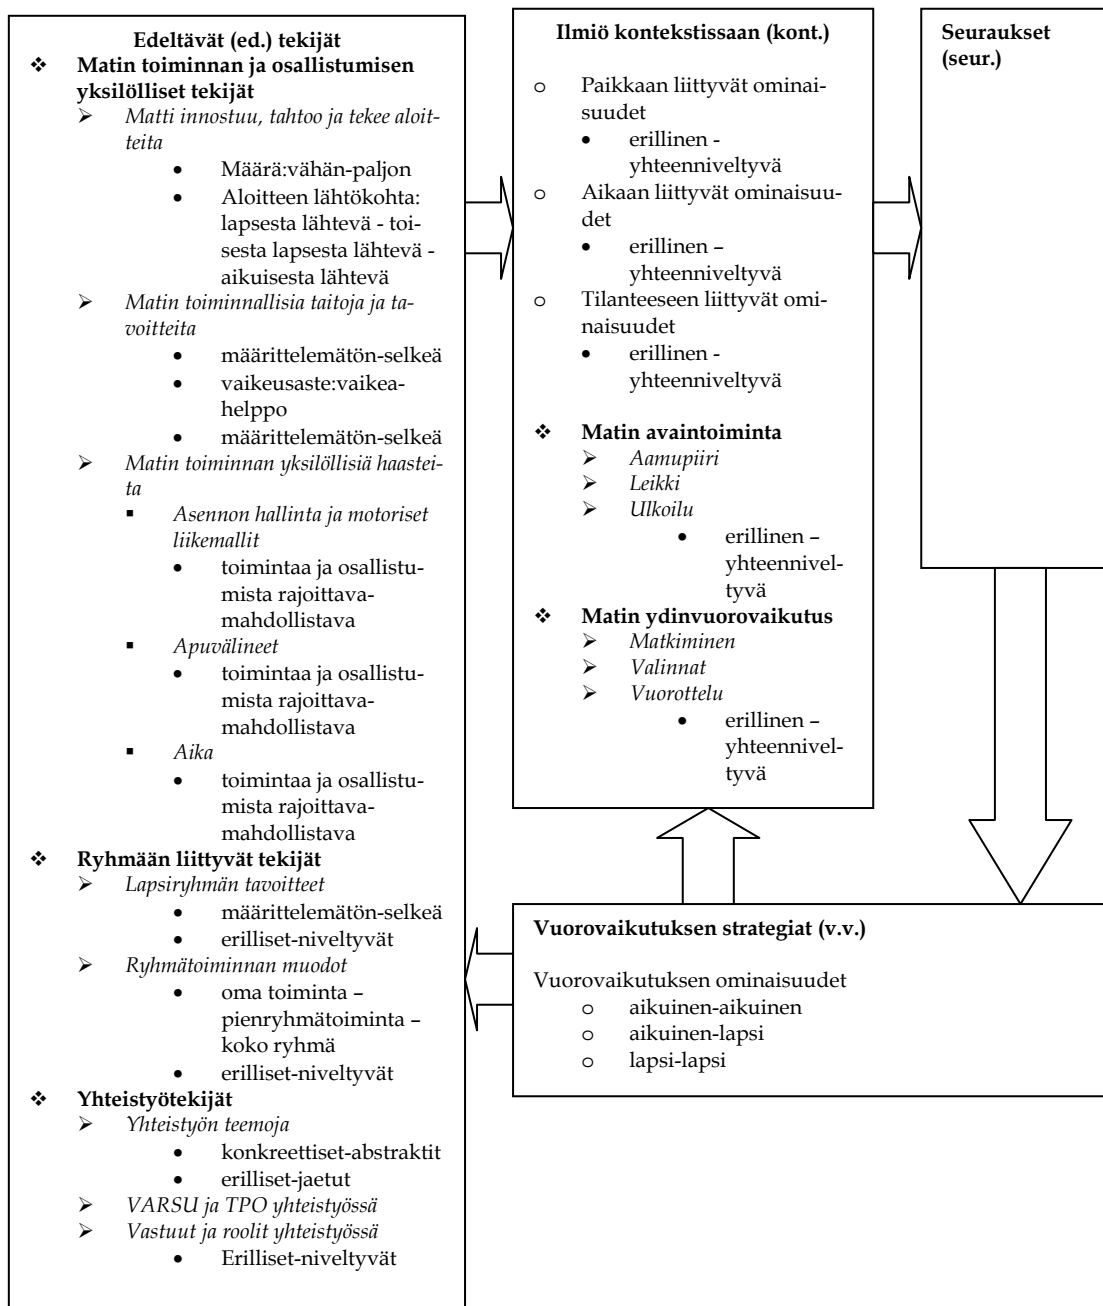 Edeltävät (ed.) tekijät
❖ Matin toiminnan ja osallistumisen
yksilölliset tekijät
➢ Matti innostuu, tahtoo ja tekee aloit-
teita
• Määrä:vähän-paljon
• Aloitteen lähtökohta:
lapsesta lähtevä - toi-
sesta lapsesta lähtevä -
aikuisesta lähtevä
➢ Matin toiminnallisia taitoja ja ta-
voitteita
• määrittelemätön-selkeä
• vaikeusaste:vaikea-
helppo
• määrittelemätön-selkeä
➢ Matin toiminnan yksilöllisiä haastei-
ta
▪ Asennon hallinta ja motoriset
liikemallit
• toimintaa ja osallistu-
mista rajoittava-
mahdollistava
▪ Apuvälineet
• toimintaa ja osallistu-
mista rajoittava-
mahdollistava
▪ Aika
• toimintaa ja osallistu-
mista rajoittava-
mahdollistava
❖ Ryhmään liittyvät tekijät
➢ Lapsiryhmän tavoitteet
• määrittelemätön-selkeä
• erilliset-niveltyvät
➢ Ryhmätoiminnan muodot
• oma toiminta –
pienryhmätoiminta –
koko ryhmä
• erilliset-niveltyvät
❖ Yhteistyötekijät
➢ Yhteistyön teemoja
• konkreettiset-abstraktit
• erilliset-jaetut
➢ VARSU ja TPO yhteistyössä
➢ Vastuut ja roolit yhteistyössä
• Erilliset-niveltyvät
Ilmiö kontekstissaan (kont.)
o Paikkaan liittyvät ominai-
suudet
• erillinen -
yhteenniveltyvä
o Aikaan liittyvät ominaisuu-
det
• erillinen –
yhteenniveltyvä
o Tilanteeseen liittyvät omi-
naisuudet
• erillinen -
yhteenniveltyvä
❖ Matin avaintoiminta
➢ Aamupiiri
➢ Leikki
➢ Ulkoilu
• erillinen –
yhteennivel-
tyvä
❖ Matin ydinvuorovaikutus
➢ Matkiminen
➢ Valinnat
➢ Vuorottelu
• erillinen –
yhteennivel-
tyvä
Seuraukset
(seur.)
Vuorovaikutuksen strategiat (v.v.)
Vuorovaikutuksen ominaisuudet
o aikuinen-aikuinen
o aikuinen-lapsi
o lapsi-lapsi